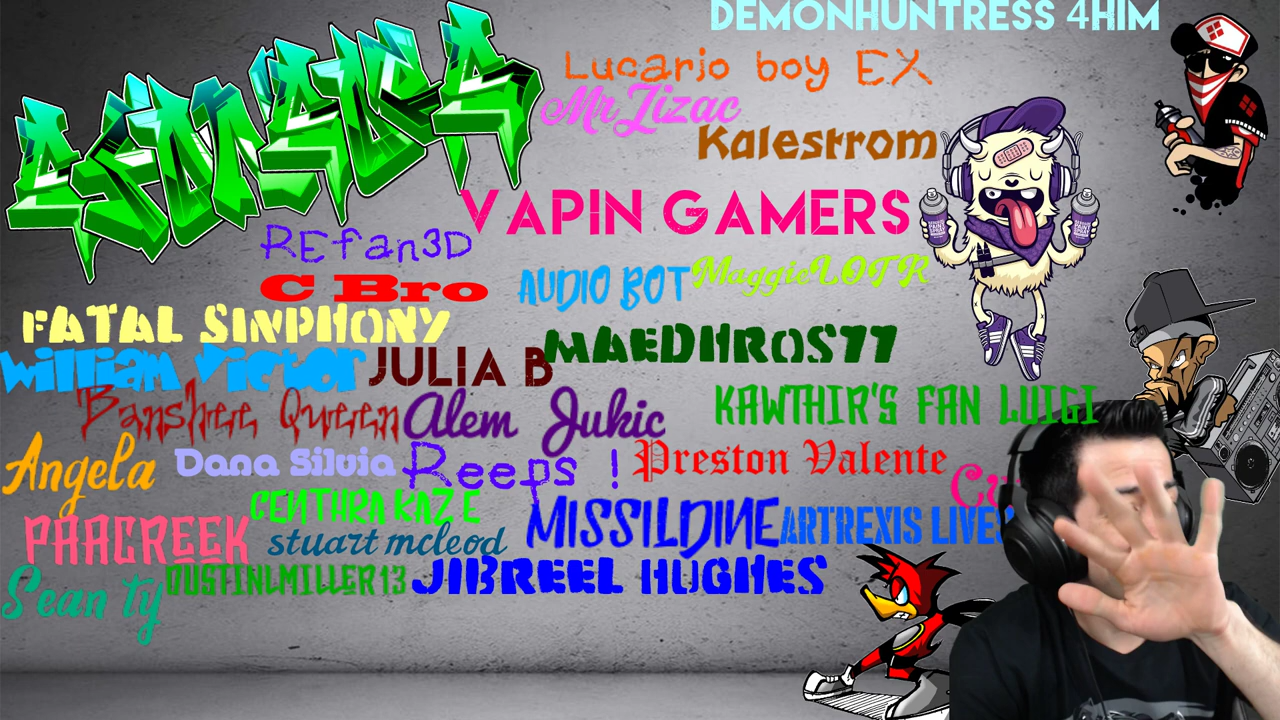 DEMONHUNTRESS 4HIM
Lucario boy EX
MrZizac
Kalestrom
VAPIN GAMERS
REfan3D
C Bro
AUDIO BOT
MaggieLOTR
FATAL SINPHONY
MAEDHROS77
William Victor
JULIA B
Banshee Queen
Alem Jukic
KAWTHIR'S FAN LUIGI
Angela
Dana Silvia
Reeps !
Preston Valente
CENTHRA KAZE
PAACREEK
stuart mcleod
MISSILDINE
ARTREXIS LIVES
DUSTINLMILLER13
JIBREEL HUGHES
Sean ty